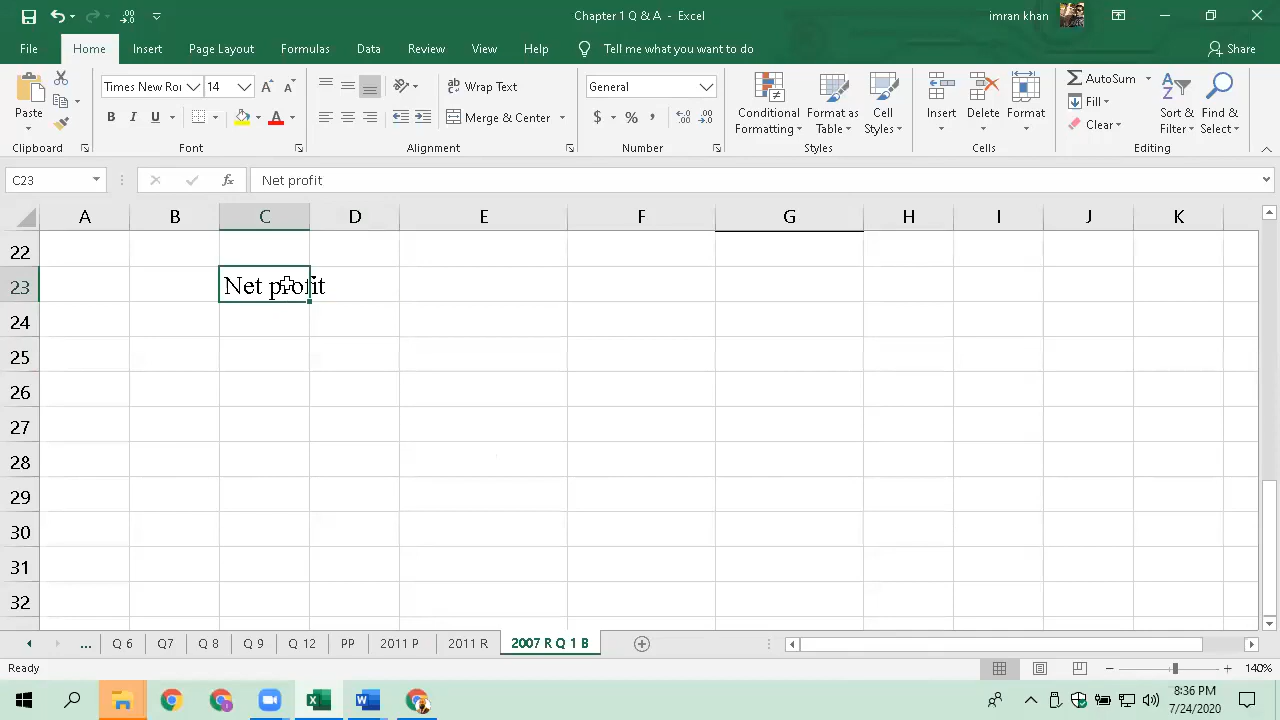 Chapter 1 Q & A - Excel
imran khan
File Home Insert Page Layout Formulas Data Review View Help Tell me what you want to do Share
Paste
Clipboard
Times New Ro 14
B I U
Font
Wrap Text
Merge & Center
Alignment
General
$ % ,
Number
Conditional Formatting
Format as Table
Cell Styles
Styles
Insert Delete Format
Cells
AutoSum
Fill
Clear
Sort & Filter
Find & Select
Editing
C23 fx Net profit
A B C D E F G H I J K
22
23 Net profit
24
25
26
27
28
29
30
31
32
... Q 6 Q7 Q 8 Q 9 Q 12 PP 2011 P 2011 R 2007 R Q 1 B
Ready 140%
8:36 PM
7/24/2020